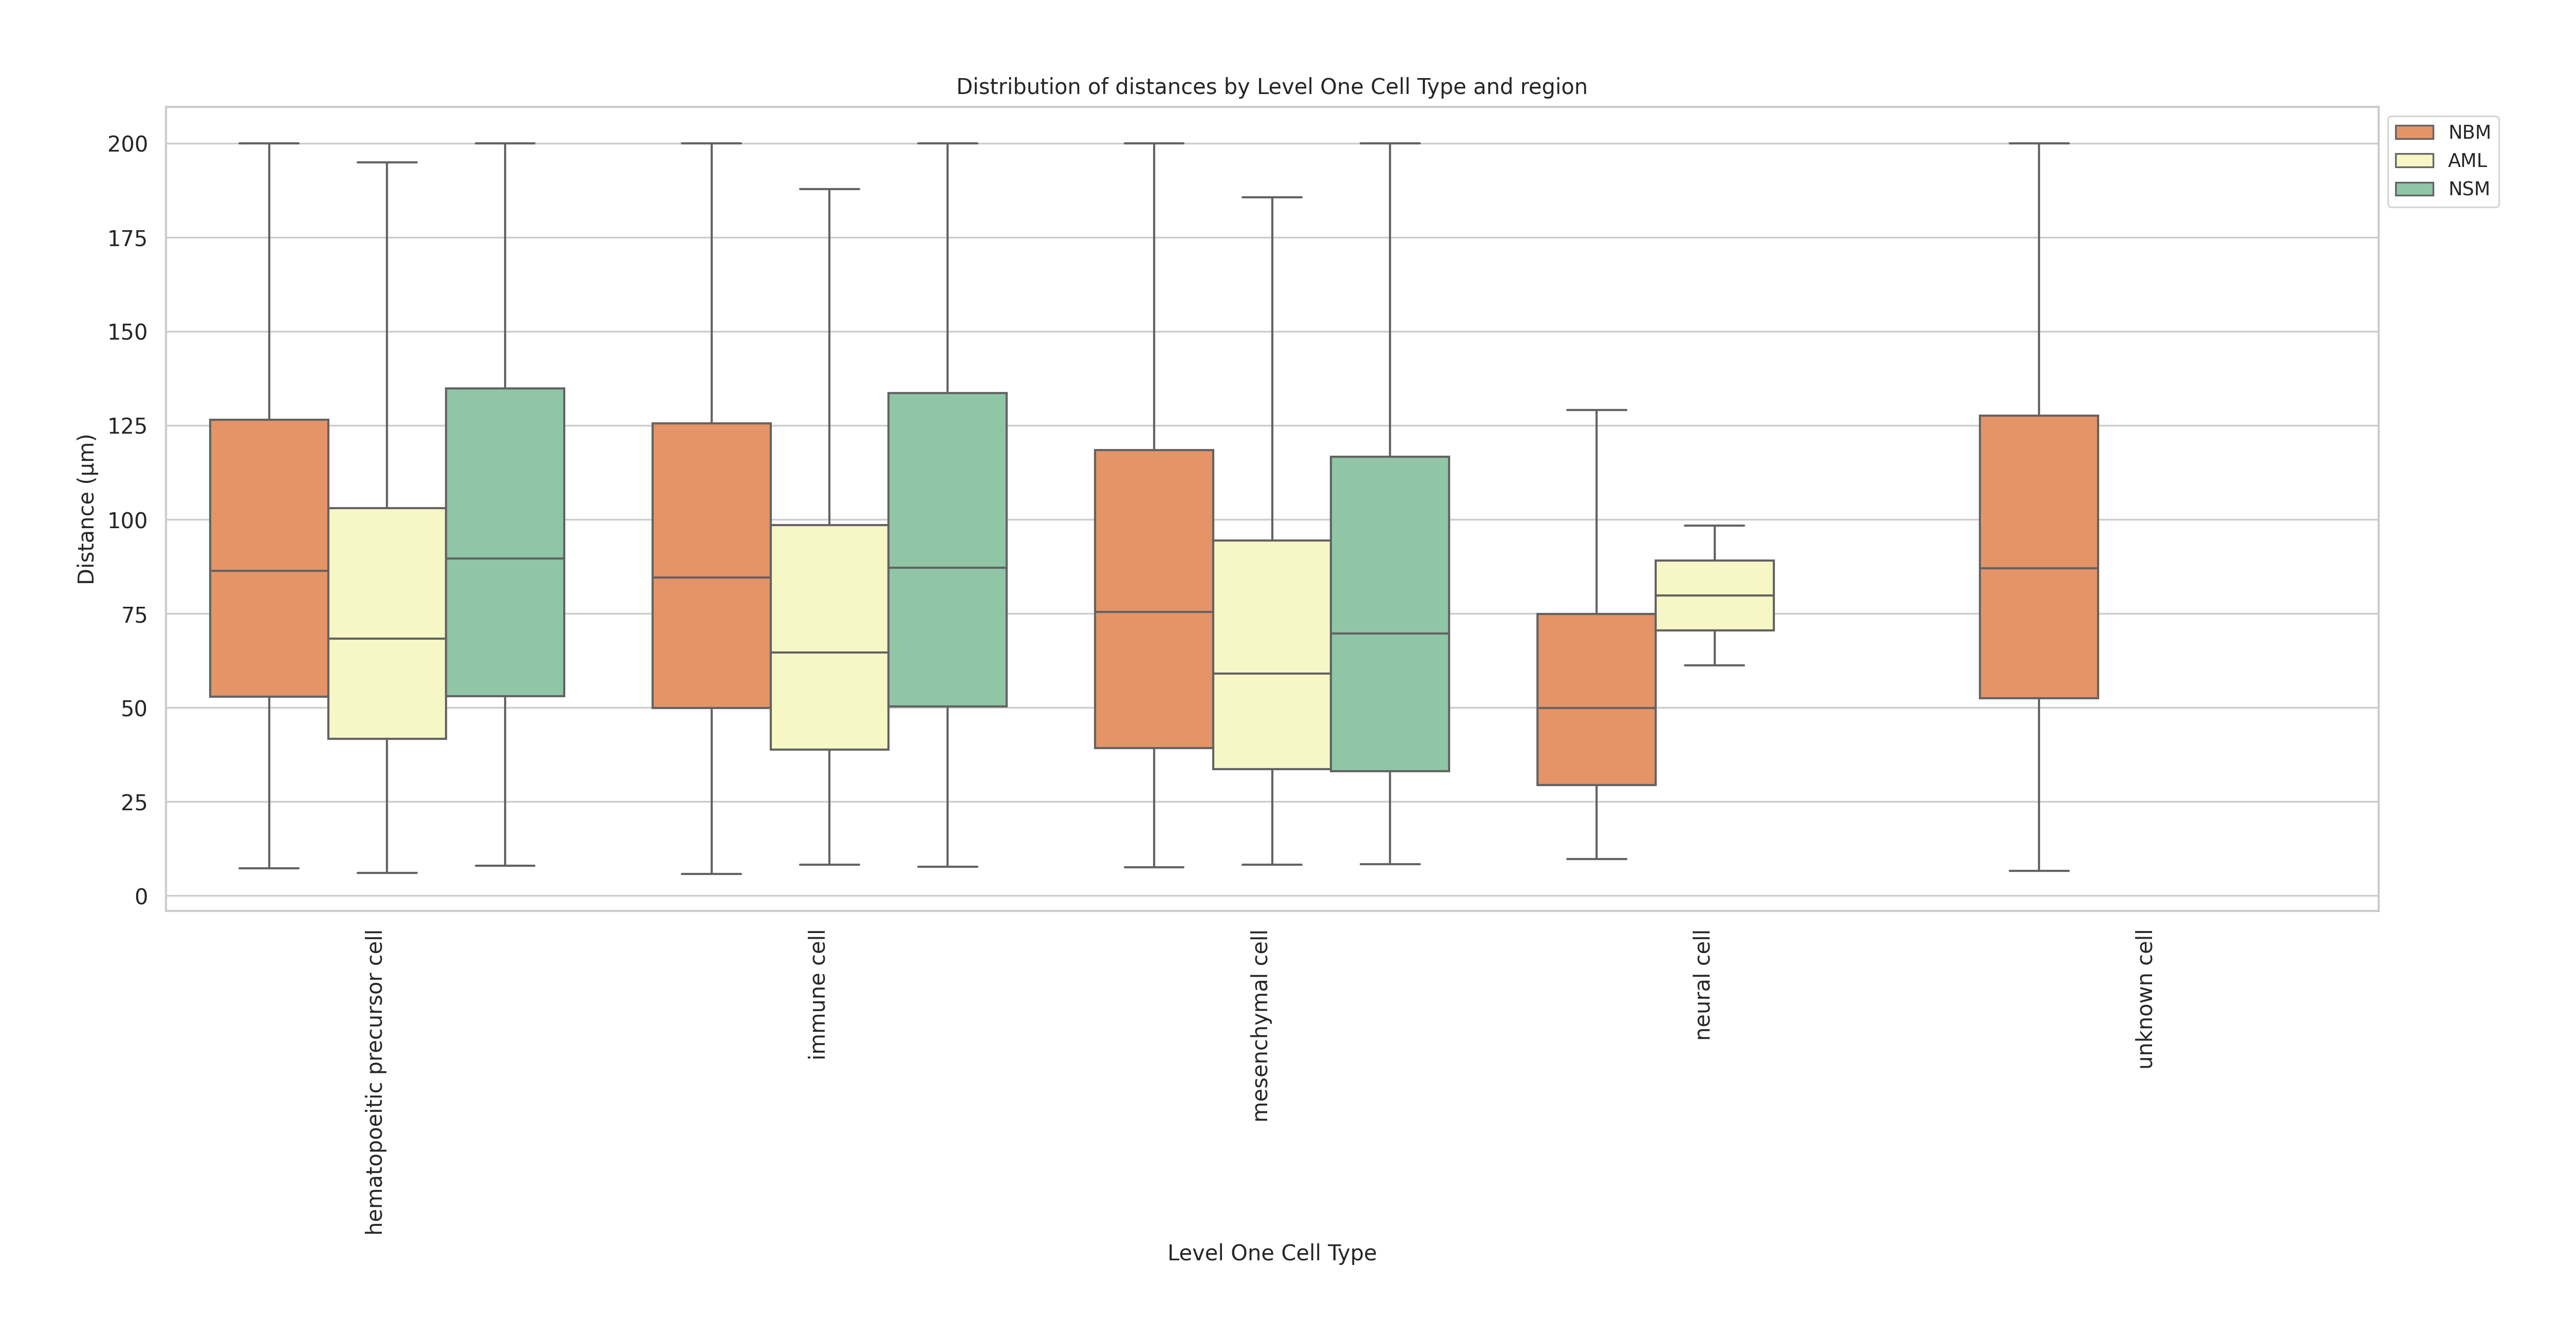 Distribution of distances by Level One Cell Type and region
NBM
AML
NSM
200
175
150
125
100
75
50
25
0
Distance (μm)
hematopoeitic precursor cell
immune cell
mesenchymal cell
neural cell
unknown cell
Level One Cell Type